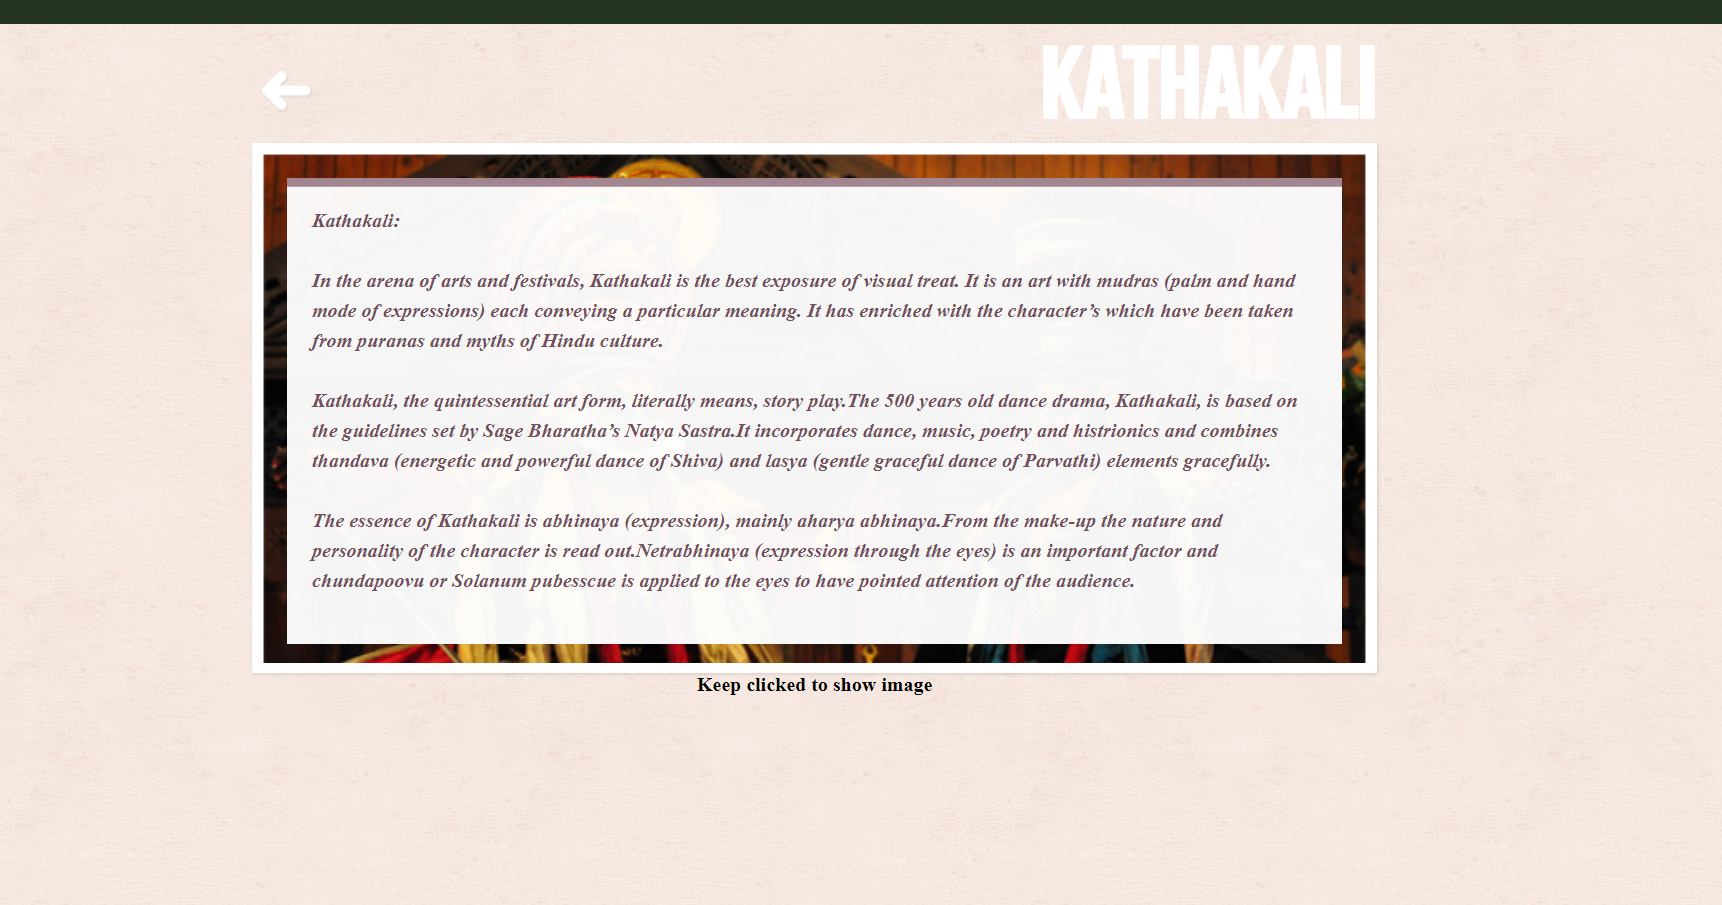 KATHAKALI
Kathakali:
In the arena of arts and festivals, Kathakali is the best exposure of visual treat. It is an art with mudras (palm and hand
mode of expressions) each conveying a particular meaning. It has enriched with the character’s which have been taken
from puranas and myths of Hindu culture.
Kathakali, the quintessential art form, literally means, story play.The 500 years old dance drama, Kathakali, is based on
the guidelines set by Sage Bharatha’s Natya Sastra.It incorporates dance, music, poetry and histrionics and combines
thandava (energetic and powerful dance of Shiva) and lasya (gentle graceful dance of Parvathi) elements gracefully.
The essence of Kathakali is abhinaya (expression), mainly aharya abhinaya.From the make-up the nature and
personality of the character is read out.Netrabhinaya (expression through the eyes) is an important factor and
chundapoovu or Solanum pubesscue is applied to the eyes to have pointed attention of the audience.
Keep clicked to show image